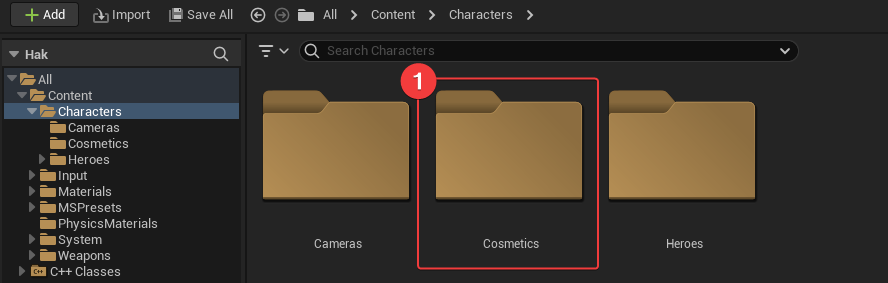 Add Import Save All All Content Characters
Hak
Search Characters
All
Content
Characters
Cameras
Cosmetics
Heroes
Input
Materials
MSPresets
PhysicsMaterials
System
Weapons
C++ Classes
1
Cameras Cosmetics Heroes